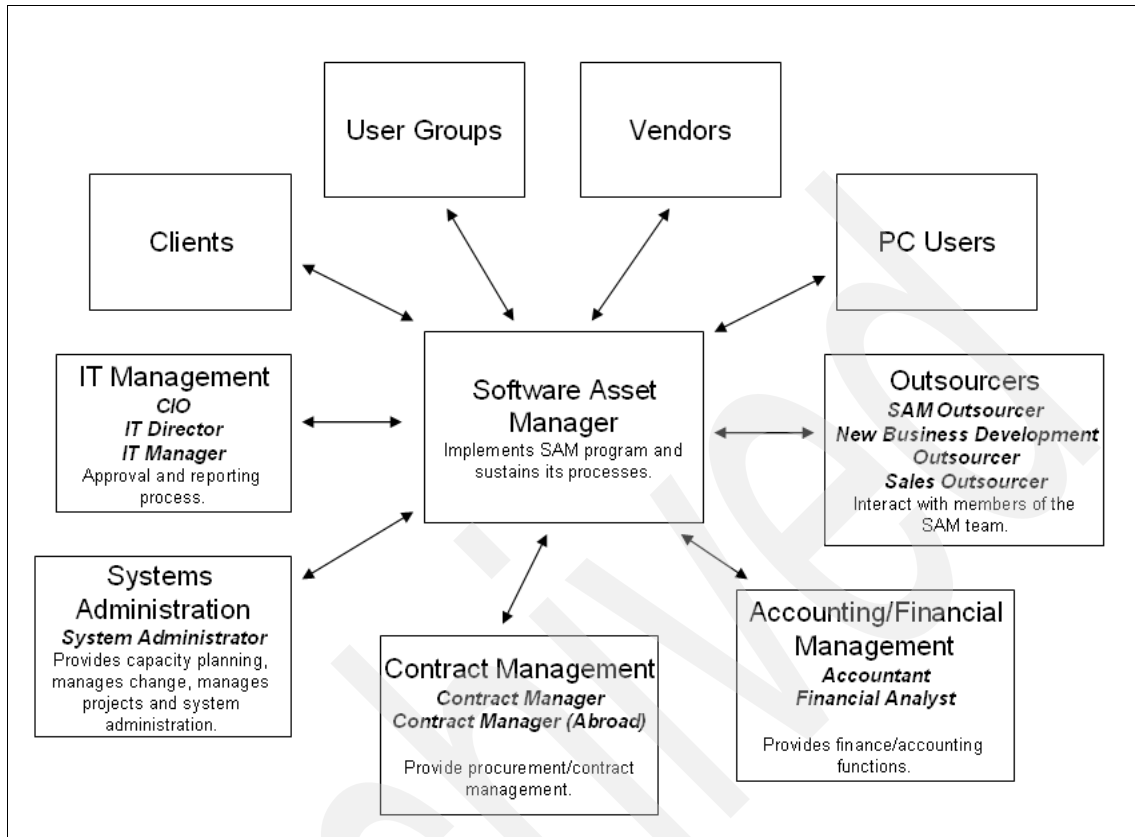 User Groups
Vendors
Clients
PC Users
Software Asset
Manager
Implements SAM program and
sustains its processes.
IT Management
CIO
IT Director
IT Manager
Approval and reporting
process.
Outsourcers
SAM Outsourcer
New Business Development
Outsourcer
Sales Outsourcer
Interact with members of the
SAM team.
Systems
Administration
System Administrator
Provides capacity planning,
manages change, manages
projects and system
administration.
Contract Management
Contract Manager
Contract Manager (Abroad)
Provide procurement/contract
management.
Accounting/Financial
Management
Accountant
Financial Analyst
Provides finance/accounting
functions.